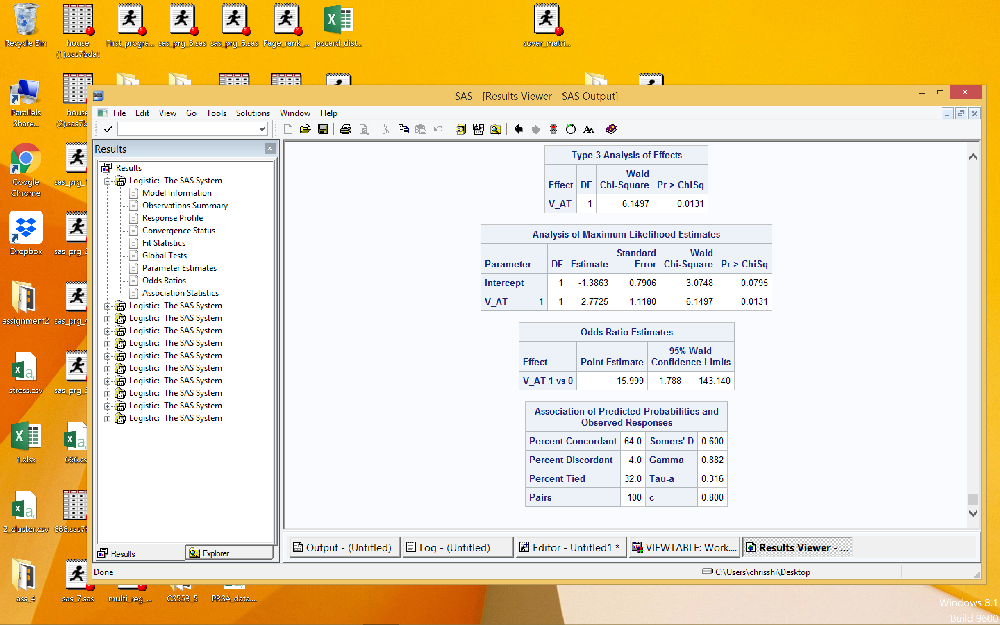 Recycle Bin
house
(1).sas7bdat
First_progra...
sas_prg_3.sas
sas_prg_6.sas
Page_rank_...
jaccard_dist...
covar_matri...
Parallels
Share...
house
(2).sas7b
Google
Chrome
sas_prg_1
Dropbox
sas_prg_2
assignment2
sas_prg_4
stress.csv
sas_prg_5
1.xlsx
666.cs
2_cluster.csv
666.sas7b
ass_4
sas_7.sas
multi_reg_...
CS553_5
PRSA_data....
sas
SAS - [Results Viewer - SAS Output]
File Edit View Go Tools Solutions Window Help
Results
Results
Logistic: The SAS System
Model Information
Observations Summary
Response Profile
Convergence Status
Fit Statistics
Global Tests
Parameter Estimates
Odds Ratios
Association Statistics
Logistic: The SAS System
Logistic: The SAS System
Logistic: The SAS System
Logistic: The SAS System
Logistic: The SAS System
Logistic: The SAS System
Logistic: The SAS System
Logistic: The SAS System
Logistic: The SAS System
Logistic: The SAS System
Results
Explorer
Type 3 Analysis of Effects
Wald
Effect DF Chi-Square Pr > ChiSq
V_AT 1 6.1497 0.0131
Analysis of Maximum Likelihood Estimates
Standard Wald
Parameter DF Estimate Error Chi-Square Pr > ChiSq
Intercept 1 -1.3863 0.7906 3.0748 0.0795
V_AT 1 1 2.7725 1.1180 6.1497 0.0131
Odds Ratio Estimates
95% Wald
Effect Point Estimate Confidence Limits
V_AT 1 vs 0 15.999 1.788 143.140
Association of Predicted Probabilities and
Observed Responses
Percent Concordant 64.0 Somers' D 0.600
Percent Discordant 4.0 Gamma 0.882
Percent Tied 32.0 Tau-a 0.316
Pairs 100 c 0.800
Output - (Untitled)
Log - (Untitled)
Editor - Untitled1 *
VIEWTABLE: Work....
Results Viewer - ...
Done
C:\Users\chrisshi\Desktop
Windows 8.1
Build 9600